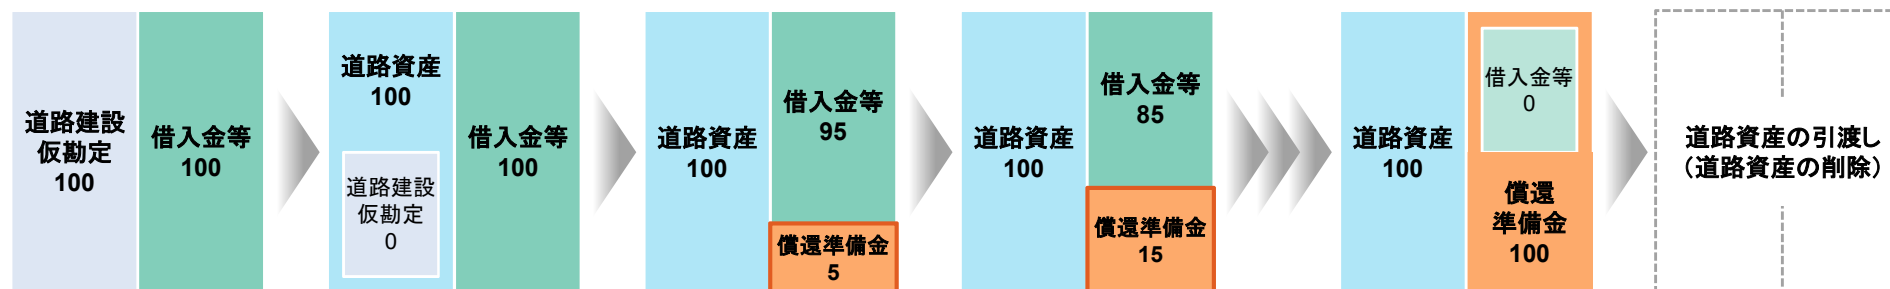 道路建設
仮勘定
100
借入金等
100
道路資産
100
道路建設
仮勘定
0
借入金等
100
道路資産
100
借入金等
95
償還準備金
5
道路資産
100
借入金等
85
償還準備金
15
道路資産
100
借入金等
0
償還
準備金
100
道路資産の引渡し
（道路資産の削除）